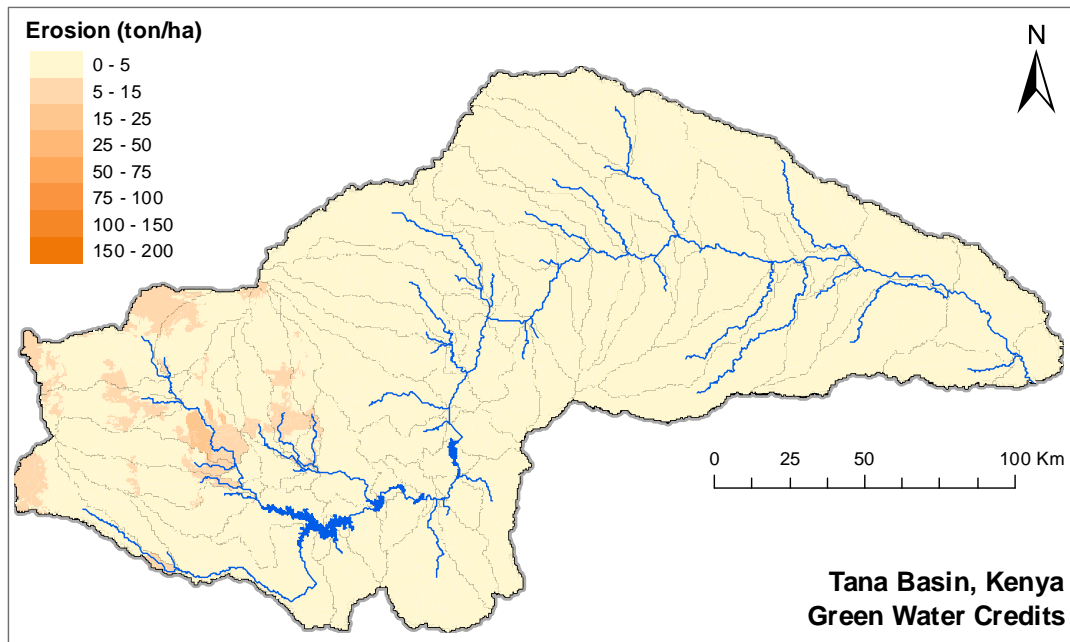 Erosion (ton/ha)
0 - 5
5 - 15
15 - 25
25 - 50
50 - 75
75 - 100
100 - 150
150 - 200
N
0 25 50 100 Km
Tana Basin, Kenya
Green Water Credits